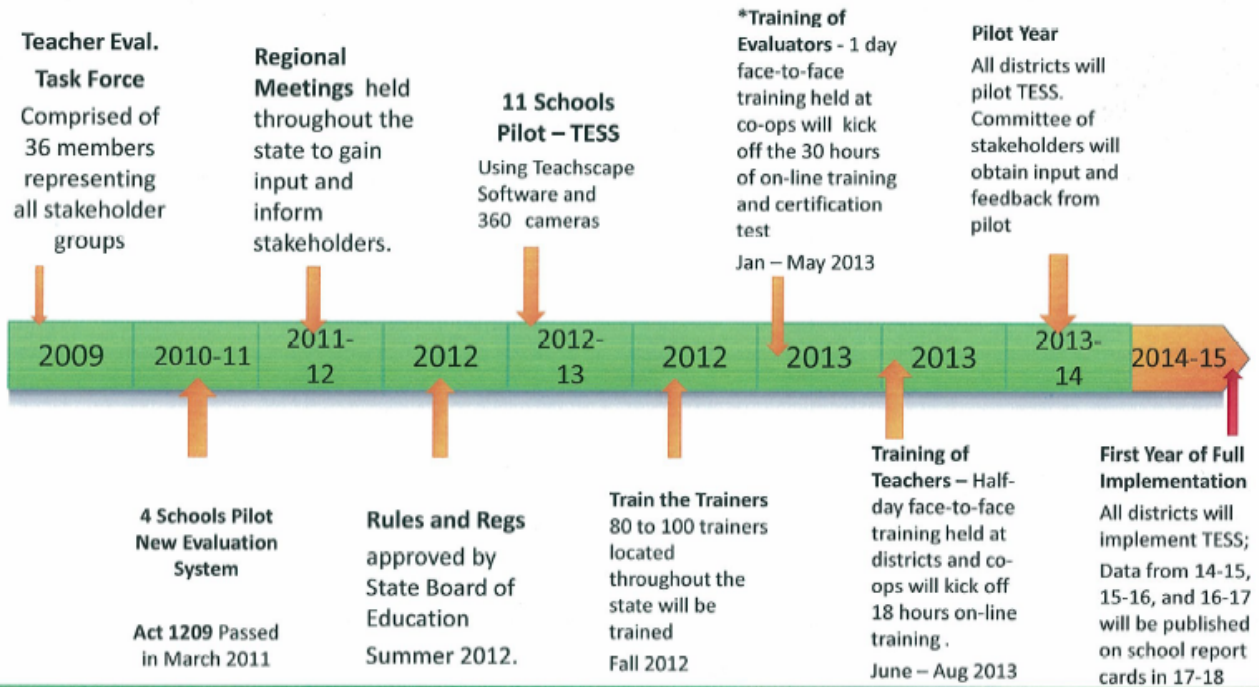 Teacher Eval.
Task Force
Comprised of
36 members
representing
all stakeholder
groups
Regional
Meetings held
throughout the
state to gain
input and
inform
stakeholders.
11 Schools
Pilot – TESS
Using Teachscape
Software and
360 cameras
*Training of
Evaluators - 1 day
face-to-face
training held at
co-ops will kick
off the 30 hours
of on-line training
and certification
test
Jan – May 2013
Pilot Year
All districts will
pilot TESS.
Committee of
stakeholders will
obtain input and
feedback from
pilot
2009
2010-11
2011-
12
2012
2012-
13
2012
2013
2013
2013-
14
2014-15
4 Schools Pilot
New Evaluation
System
Act 1209 Passed
in March 2011
Rules and Regs
approved by
State Board of
Education
Summer 2012.
Train the Trainers
80 to 100 trainers
located
throughout the
state will be
trained
Fall 2012
Training of
Teachers – Half-
day face-to-face
training held at
districts and co-
ops will kick off
18 hours on-line
training .
June – Aug 2013
First Year of Full
Implementation
All districts will
implement TESS;
Data from 14-15,
15-16, and 16-17
will be published
on school report
cards in 17-18